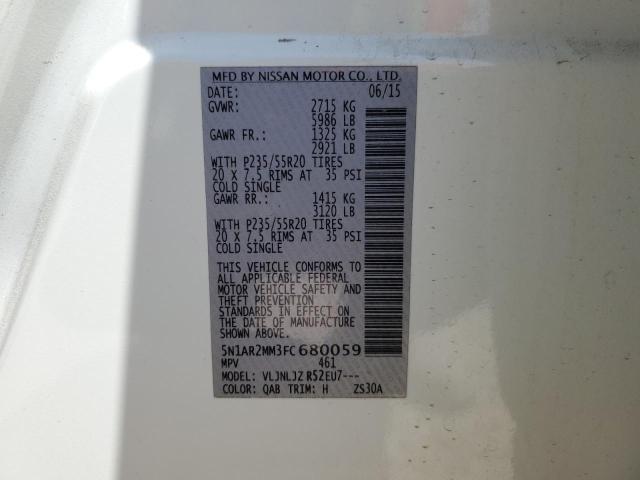 MFD BY NISSAN MOTOR CO., LTD.
DATE: 06/15
GVWR: 2715 KG
5986 LB
GAWR FR.: 1325 KG
2921 LB
WITH P235/55R20 TIRES
20 X 7.5 RIMS AT 35 PSI
COLD SINGLE
GAWR RR.: 1415 KG
3120 LB
WITH P235/55R20 TIRES
20 X 7.5 RIMS AT 35 PSI
COLD SINGLE
THIS VEHICLE CONFORMS TO
ALL APPLICABLE FEDERAL
MOTOR VEHICLE SAFETY AND
THEFT PREVENTION
STANDARDS IN EFFECT ON
THE DATE OF MANUFACTURE
SHOWN ABOVE.
5N1AR2MM3FC680059
MPV 461
MODEL: VLJNLJZ R52EU7---
COLOR: QAB TRIM: H ZS30A